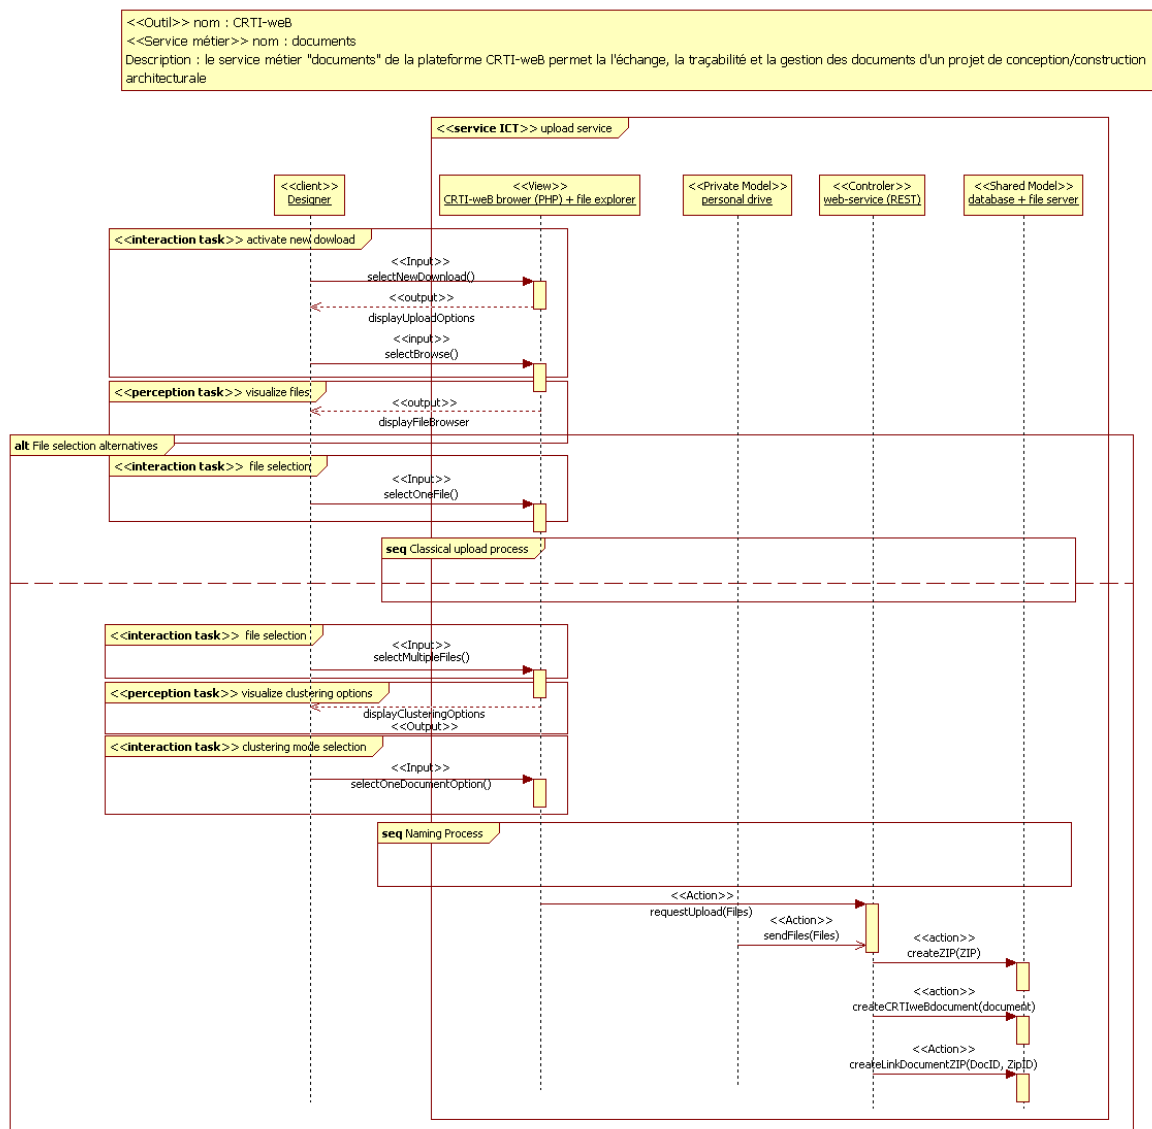 <<Outil>> nom : CRTI-weB
<<Service métier>> nom : documents
Description : le service métier "documents" de la plateforme CRTI-weB permet la l'échange, la traçabilité et la gestion des documents d'un projet de conception/construction
architecturale
<<service ICT>> upload service
<<client>>
Designer
<<View>>
CRTI-weB brower (PHP) + file explorer
<<Private Model>>
personal drive
<<Controler>>
web-service (REST)
<<Shared Model>>
database + file server
<<interaction task>> activate new dowload
<<Input>>
selectNewDownload()
<<output>>
displayUploadOptions
<<input>>
selectBrowse()
<<perception task>> visualize files
<<output>>
displayFileBrowser
alt File selection alternatives
<<interaction task>> file selection
<<Input>>
selectOneFile()
seq Classical upload process
<<interaction task>> file selection
<<Input>>
selectMultipleFiles()
<<perception task>> visualize clustering options
displayClusteringOptions
<<Output>>
<<interaction task>> clustering mode selection
<<Input>>
selectOneDocumentOption()
seq Naming Process
<<Action>>
requestUpload(Files)
<<Action>>
sendFiles(Files)
<<action>>
createZIP(ZIP)
<<action>>
createCRTIweBdocument(document)
<<Action>>
createLinkDocumentZIP(DocID, ZipID)